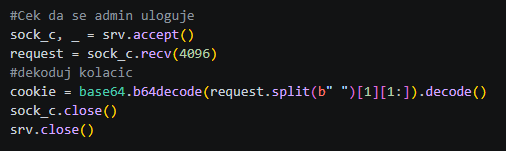 #Cek da se admin uloguje
sock_c, _ = srv.accept()
request = sock_c.recv(4096)
#dekoduj kolacic
cookie = base64.b64decode(request.split(b" ")[1][1:]).decode()
sock_c.close()
srv.close()